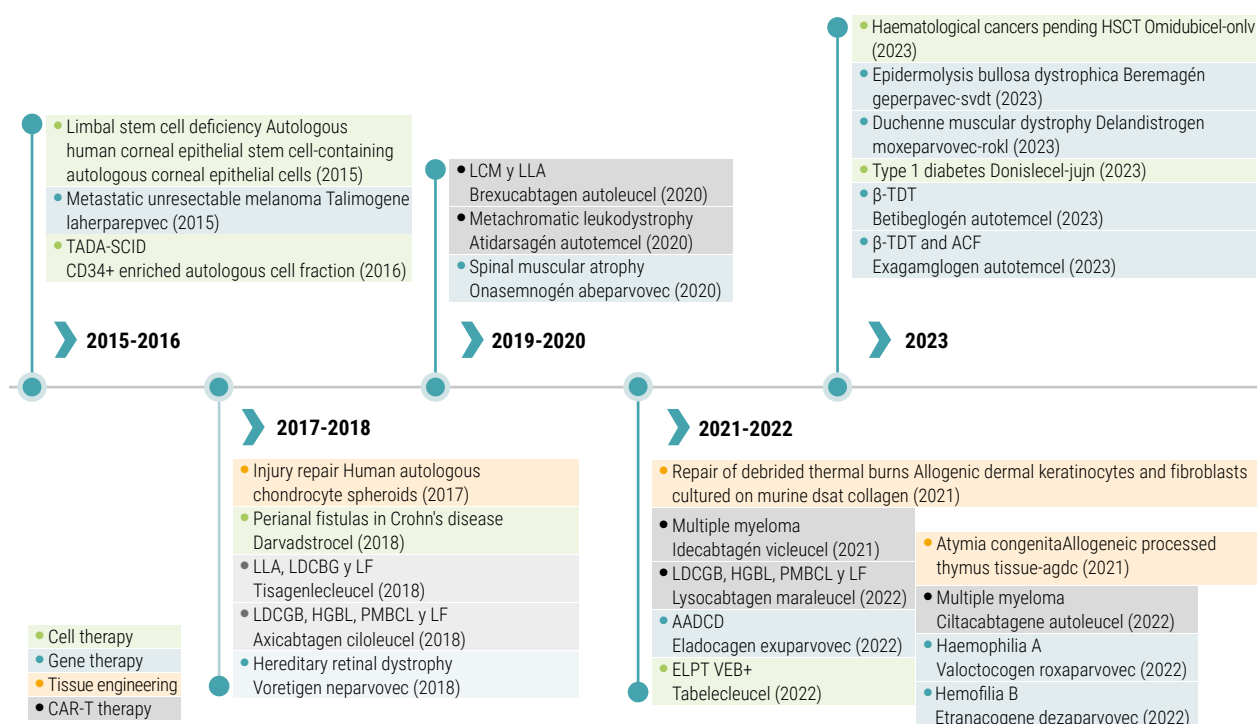 Limbal stem cell deficiency Autologous
human corneal epithelial stem cell-containing
autologous corneal epithelial cells (2015)
Metastatic unresectable melanoma Talimogene
laherparepvec (2015)
TADA-SCID
CD34+ enriched autologous cell fraction (2016)
2015-2016
Injury repair Human autologous
chondrocyte spheroids (2017)
Perianal fistulas in Crohn's disease
Darvadstrocel (2018)
LLA, LDCBG y LF
Tisagenlecleucel (2018)
LDCGB, HGBL, PMBCL y LF
Axicabtagen ciloleucel (2018)
Hereditary retinal dystrophy
Voretigen neparvovec (2018)
2017-2018
LCM y LLA
Brexucabtagen autoleucel (2020)
Metachromatic leukodystrophy
Atidarsagén autotemcel (2020)
Spinal muscular atrophy
Onasemnogén abeparvovec (2020)
2019-2020
2021-2022
Repair of debrided thermal burns Allogenic dermal keratinocytes and fibroblasts
cultured on murine dsat collagen (2021)
Multiple myeloma
Idecabtagén vicleucel (2021)
LDCGB, HGBL, PMBCL y LF
Lysocabtagen maraleucel (2022)
AADCD
Eladocagen exuparvovec (2022)
ELPT VEB+
Tabelecleucel (2022)
Atymia congenitaAllogeneic processed
thymus tissue-agdc (2021)
Multiple myeloma
Ciltacabtagene autoleucel (2022)
Haemophilia A
Valoctocogen roxaparvovec (2022)
Hemofilia B
Etranacogene dezaparvovec (2022)
Haematological cancers pending HSCT Omidubicel-onlv
(2023)
Epidermolysis bullosa dystrophica Beremagén
geperpavec-svdt (2023)
Duchenne muscular dystrophy Delandistrogen
moxeparvovec-rokl (2023)
Type 1 diabetes Donislecel-jujn (2023)
β-TDT
Betibeglogén autotemcel (2023)
β-TDT and ACF
Exagamglogen autotemcel (2023)
2023
Cell therapy
Gene therapy
Tissue engineering
CAR-T therapy